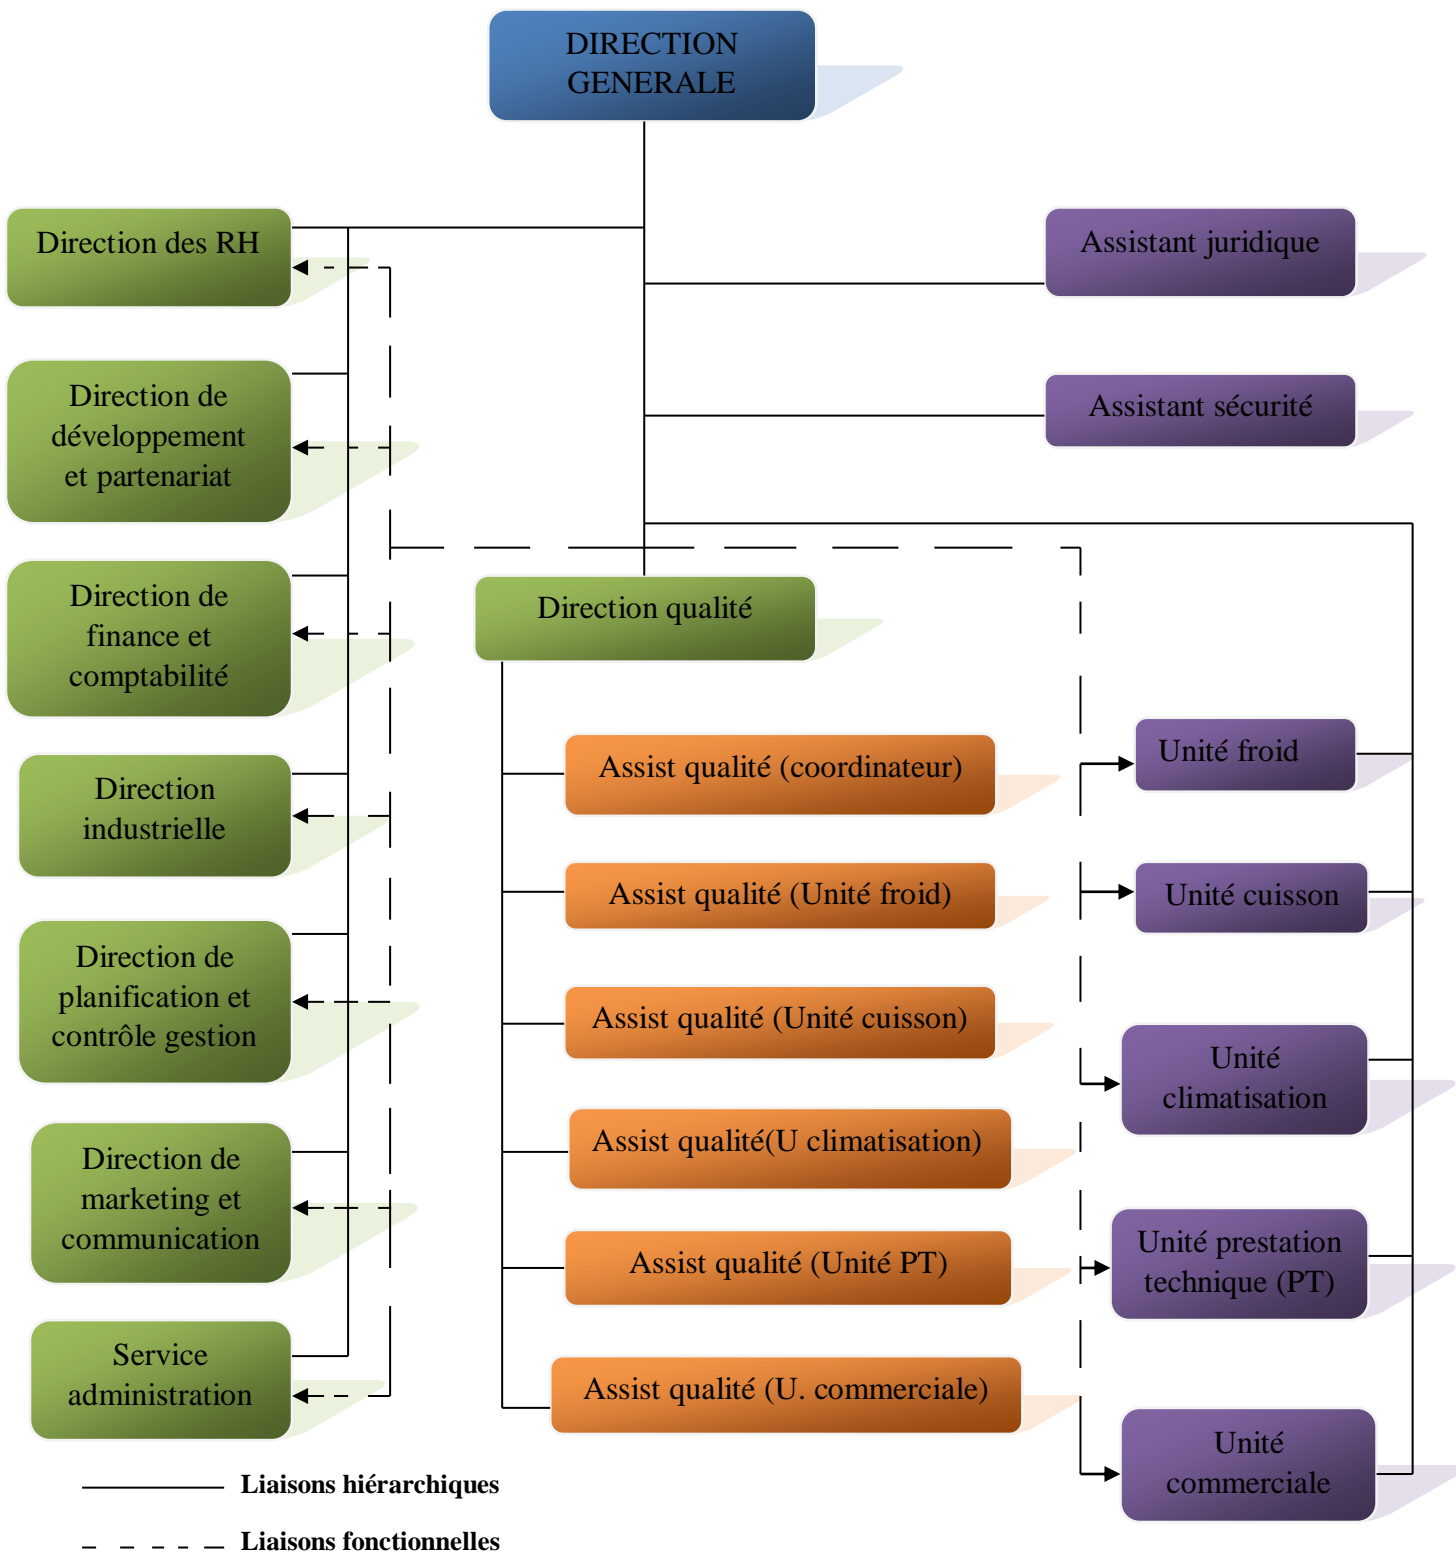 DIRECTION
GENERALE
Direction des RH
Assistant juridique
Direction de
développement
et partenariat
Assistant sécurité
Direction de
finance et
comptabilité
Direction qualité
Direction
industrielle
Assist qualité (coordinateur)
Unité froid
Assist qualité (Unité froid)
Unité cuisson
Direction de
planification et
contrôle gestion
Assist qualité (Unité cuisson)
Unité
climatisation
Direction de
marketing et
communication
Assist qualité(U climatisation)
Assist qualité (Unité PT)
Unité prestation
technique (PT)
Service
administration
Assist qualité (U. commerciale)
Unité
commerciale
Liaisons hiérarchiques
Liaisons fonctionnelles